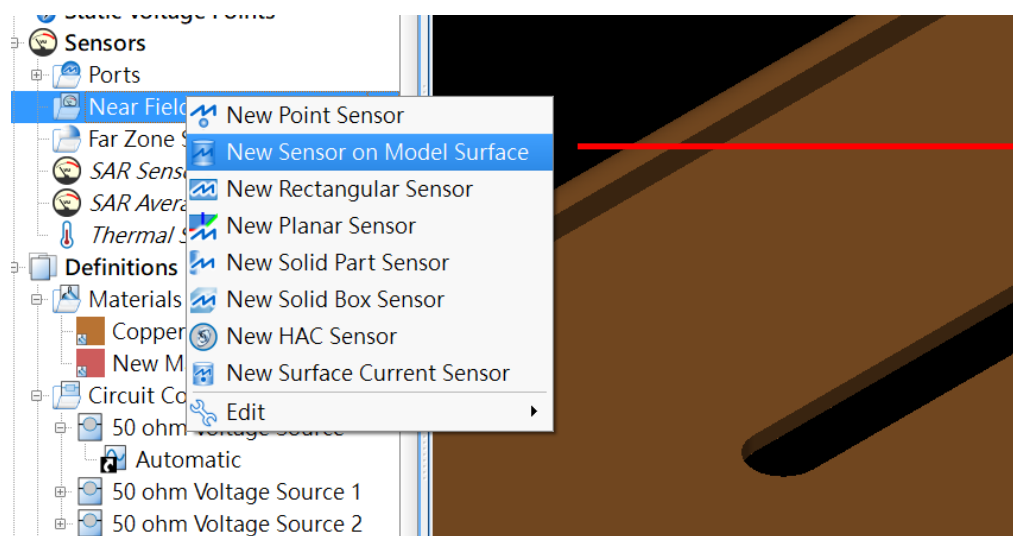 Static Voltage Points
Sensors
Ports
Near Field
New Point Sensor
Far Zone S
New Sensor on Model Surface
SAR Sens
New Rectangular Sensor
SAR Avera
New Planar Sensor
Thermal S
New Solid Part Sensor
Definitions
New Solid Box Sensor
Materials
New HAC Sensor
Copper
New Surface Current Sensor
New M
Edit
Circuit Co
50 ohm Voltage Source
Automatic
50 ohm Voltage Source 1
50 ohm Voltage Source 2